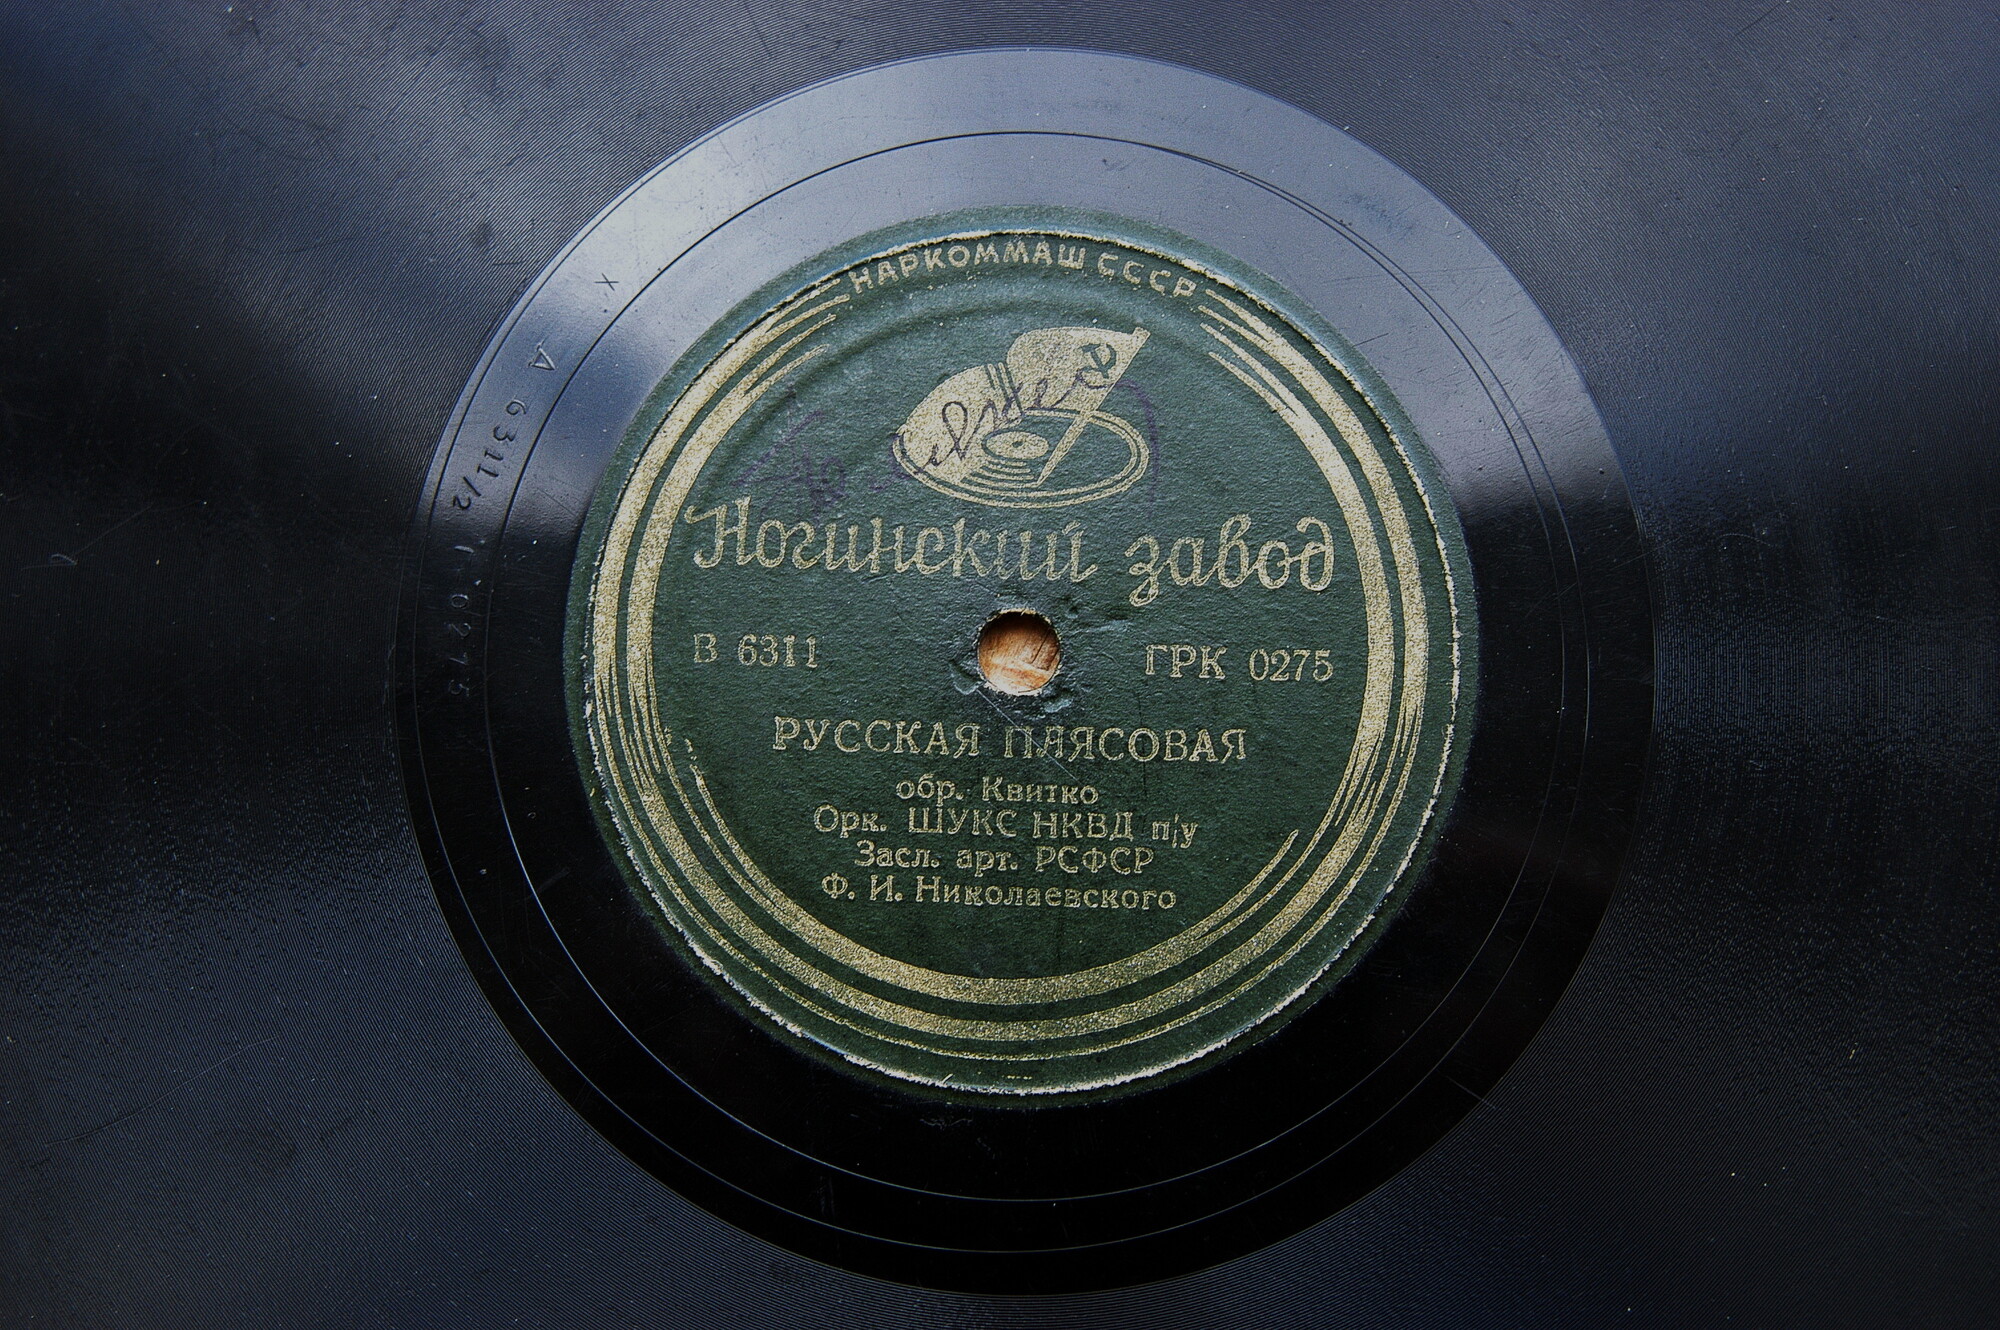 НАРКОММАШ СССР
Ногинский завод
В 6311 ГРК 0275
РУССКАЯ ПЛЯСОВАЯ
обр. Квитко
Орк. ШУКС НКВД п/у
Засл. арт. РСФСР
Ф. И. Николаевского
6311/2
0275